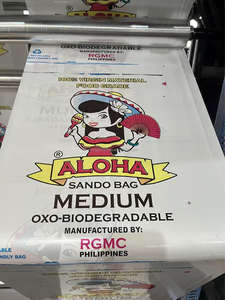 OXO-BIODEGRADABLE
MANUFACTURED BY:
RGMC
PHILIPPINES
100% VIRGIN MATERIAL
FOOD GRADE
® ALOHA
SANDO BAG
MEDIUM
OXO-BIODEGRADABLE
MANUFACTURED BY:
RGMC
PHILIPPINES